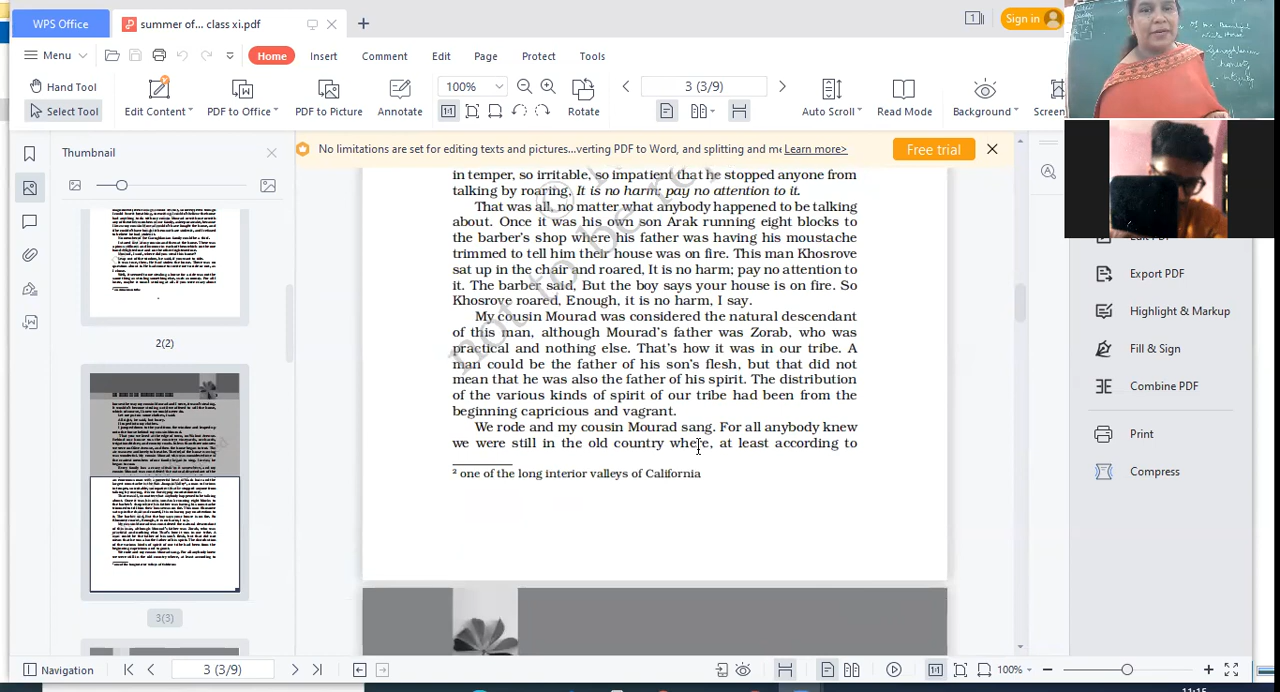 WPS Office
summer of... class xi.pdf
Sign in
Menu
Home
Insert
Comment
Edit
Page
Protect
Tools
Hand Tool
Select Tool
Edit Content
PDF to Office
PDF to Picture
Annotate
100%
Rotate
3 (3/9)
Auto Scroll
Read Mode
Background
Screen
Thumbnail
No limitations are set for editing texts and pictures...verting PDF to Word, and splitting and me
Learn more>
Free trial
in temper, so irritable, so impatient that he stopped anyone from
talking by roaring, It is no harm; pay no attention to it.
That was all, no matter what anybody happened to be talking
about. Once it was his own son Arak running eight blocks to
the barber's shop where his father was having his moustache
trimmed to tell him their house was on fire. This man Khosrove
sat up in the chair and roared, It is no harm; pay no attention to
it. The barber said, But the boy says your house is on fire. So
Khosrove roared, Enough, it is no harm, I say.
My cousin Mourad was considered the natural descendant
of this man, although Mourad's father was Zorab, who was
practical and nothing else. That's how it was in our tribe. A
man could be the father of his son's flesh, but that did not
mean that he was also the father of his spirit. The distribution
of the various kinds of spirit of our tribe had been from the
beginning capricious and vagrant.
We rode and my cousin Mourad sang. For all anybody knew
we were still in the old country where, at least according to
2 one of the long interior valleys of California
not to be re
2(2)
3(3)
Export PDF
Highlight & Markup
Fill & Sign
Combine PDF
Print
Compress
Navigation
3 (3/9)
100%
11:15